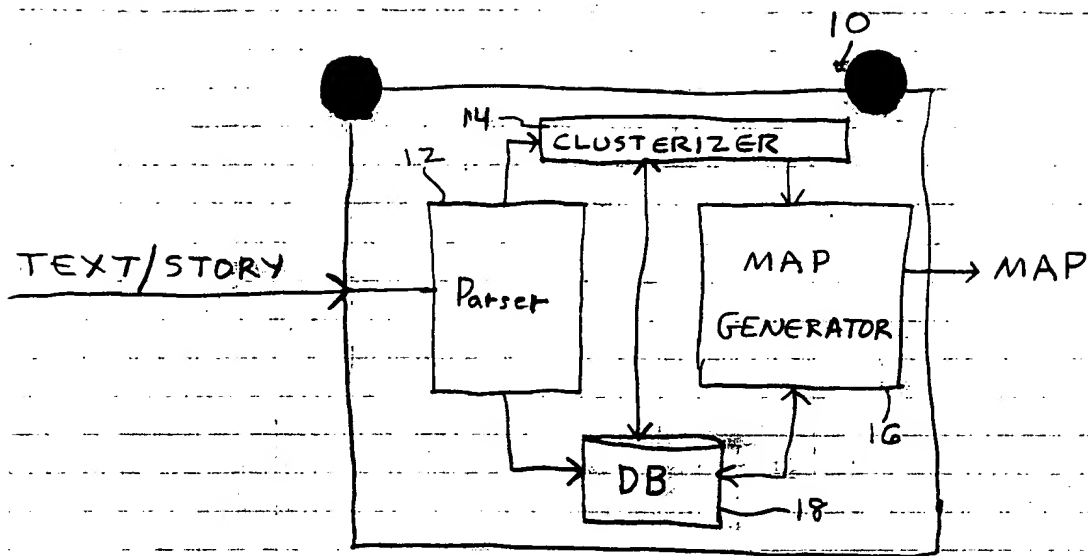 10
14
CLUSTERIZER
12
TEXT/STORY
Parser
MAP
GENERATOR
MAP
16
DB
18